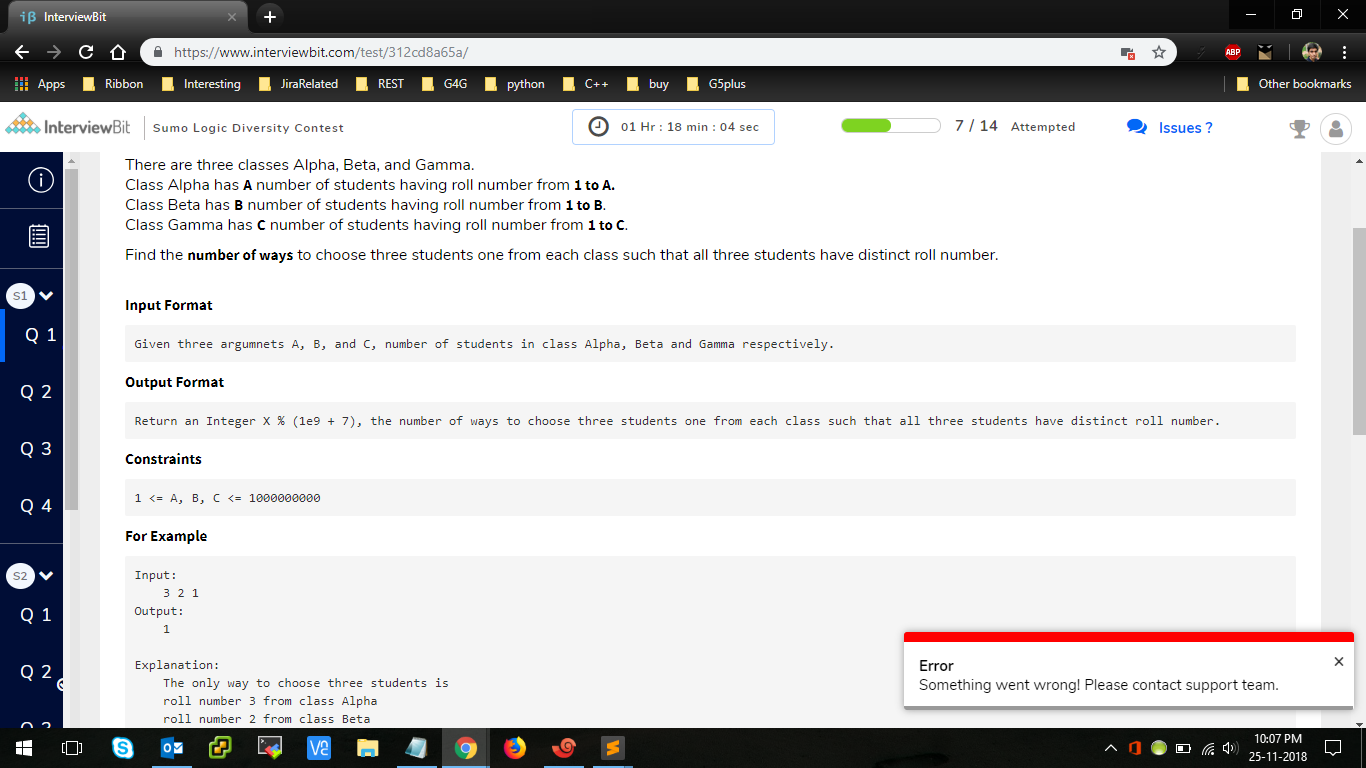 InterviewBit
https://www.interviewbit.com/test/312cd8a65a/
ABP
Apps Ribbon Interesting JiraRelated REST G4G python C++ buy G5plus Other bookmarks
InterviewBit Sumo Logic Diversity Contest 01 Hr : 18 min : 04 sec 7 / 14 Attempted Issues ?
There are three classes Alpha, Beta, and Gamma.
Class Alpha has A number of students having roll number from 1 to A.
Class Beta has B number of students having roll number from 1 to B.
Class Gamma has C number of students having roll number from 1 to C.
Find the number of ways to choose three students one from each class such that all three students have distinct roll number.
Input Format
Given three argumnets A, B, and C, number of students in class Alpha, Beta and Gamma respectively.
Output Format
Return an Integer X % (1e9 + 7), the number of ways to choose three students one from each class such that all three students have distinct roll number.
Constraints
1 <= A, B, C <= 1000000000
For Example
Input:
3 2 1
Output:
1
Explanation:
The only way to choose three students is
roll number 3 from class Alpha
roll number 2 from class Beta
S1
Q 1
Q 2
Q 3
Q 4
S2
Q 1
Q 2
Error
Something went wrong! Please contact support team.
10:07 PM
25-11-2018